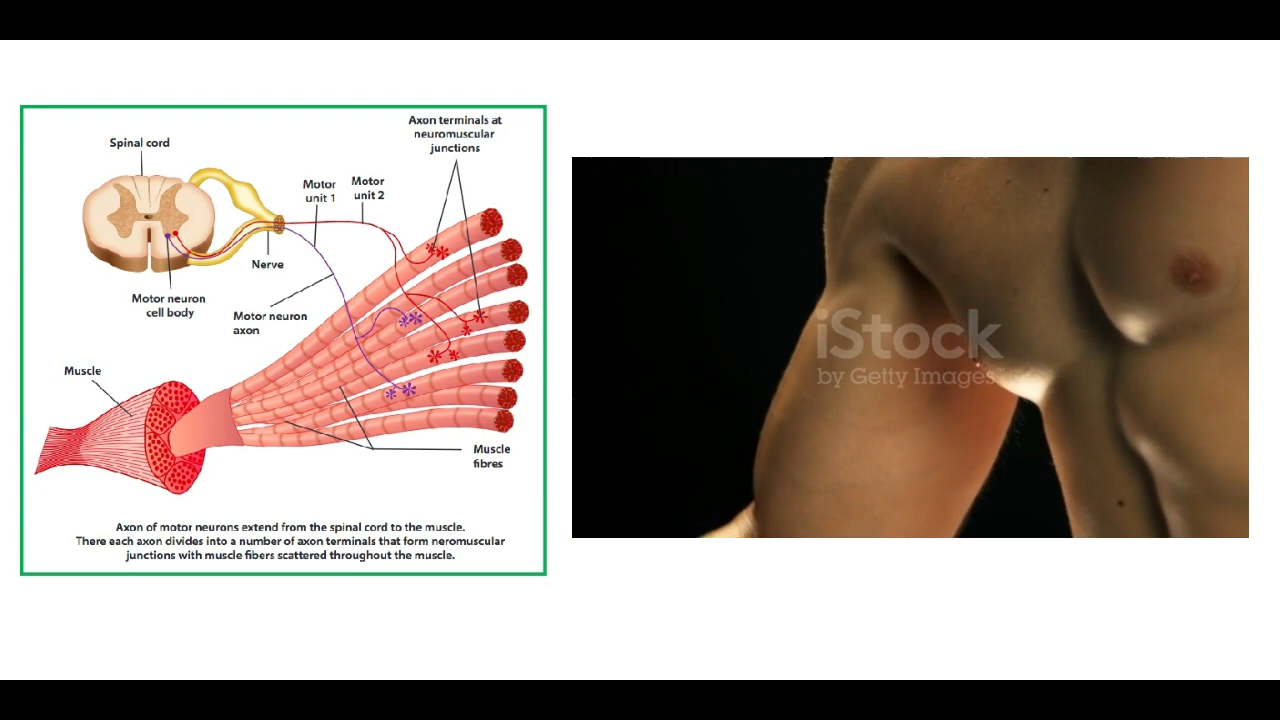 Axon terminals at
neuromuscular
junctions
Spinal cord
Motor
unit 1
Motor
unit 2
Nerve
Motor neuron
cell body
Motor neuron
axon
Muscle
Muscle
fibres
Axon of motor neurons extend from the spinal cord to the muscle.
There each axon divides into a number of axon terminals that form neromuscular
junctions with muscle fibers scattered throughout the muscle.
iStock
by Getty Images